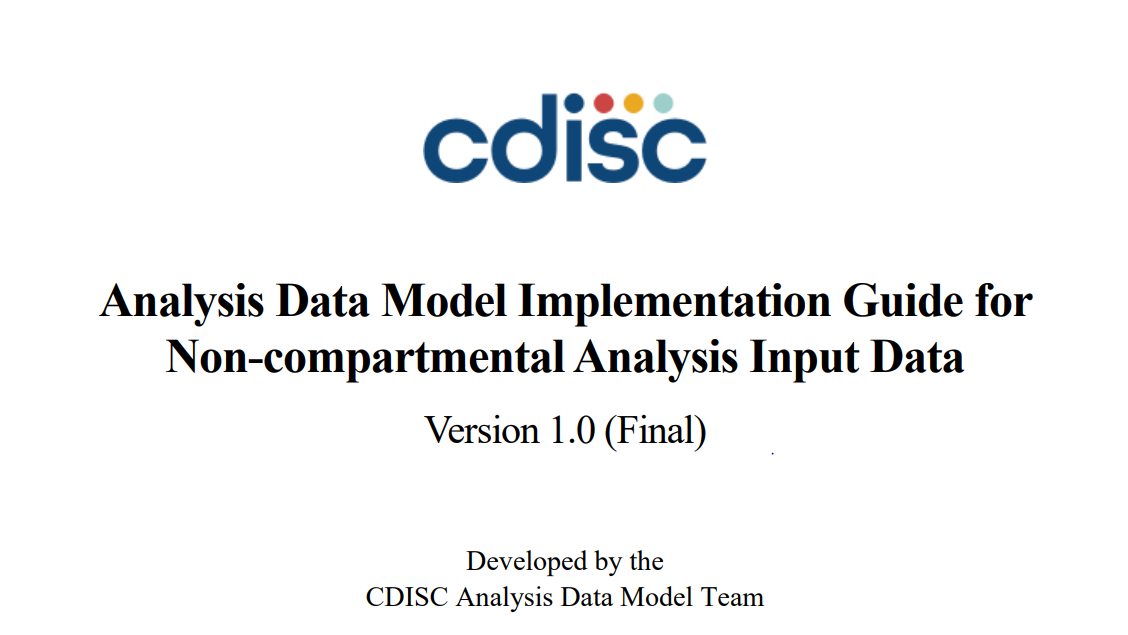 cdisc
Analysis Data Model Implementation Guide for
Non-compartmental Analysis Input Data
Version 1.0 (Final)
Developed by the
CDISC Analysis Data Model Team